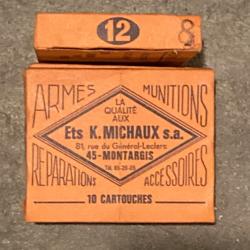 12
8
ARMES MUNITIONS
LA
QUALITÉ
AUX
Ets K. MICHAUX s.a.
81, rue du Général-Leclerc
45-MONTARGIS
RÉPARATIONS ACCESSOIRES
10 CARTOUCHES